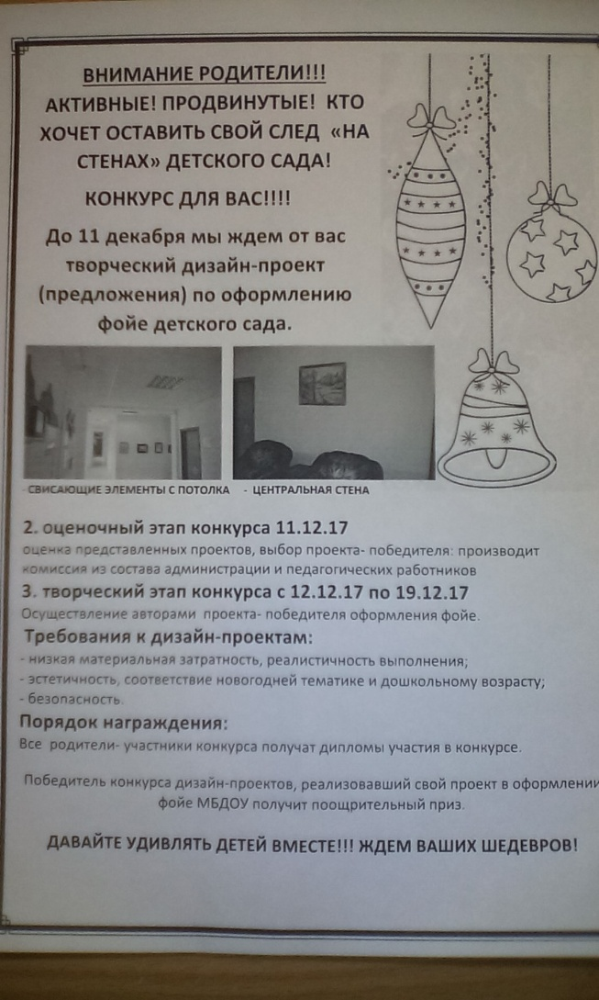 ВНИМАНИЕ РОДИТЕЛИ!!!
АКТИВНЫЕ! ПРОДВИНУТЫЕ! КТО
ХОЧЕТ ОСТАВИТЬ СВОЙ СЛЕД «НА
СТЕНАХ» ДЕТСКОГО САДА!
КОНКУРС ДЛЯ ВАС!!!!
До 11 декабря мы ждем от вас
творческий дизайн-проект
(предложения) по оформлению
фойе детского сада.
- СВИСАЮЩИЕ ЭЛЕМЕНТЫ С ПОТОЛКА - ЦЕНТРАЛЬНАЯ СТЕНА
2. оценочный этап конкурса 11.12.17
оценка представленных проектов, выбор проекта- победителя: производит
комиссия из состава администрации и педагогических работников
3. творческий этап конкурса с 12.12.17 по 19.12.17
Осуществление авторами проекта- победителя оформления фойе.
Требования к дизайн-проектам:
- низкая материальная затратность, реалистичность выполнения;
- эстетичность, соответствие новогодней тематике и дошкольному возрасту;
- безопасность.
Порядок награждения:
Все родители- участники конкурса получат дипломы участия в конкурсе.
Победитель конкурса дизайн-проектов, реализовавший свой проект в оформлении
фойе МБДОУ получит поощрительный приз.
ДАВАЙТЕ УДИВЛЯТЬ ДЕТЕЙ ВМЕСТЕ!!! ЖДЕМ ВАШИХ ШЕДЕВРОВ!